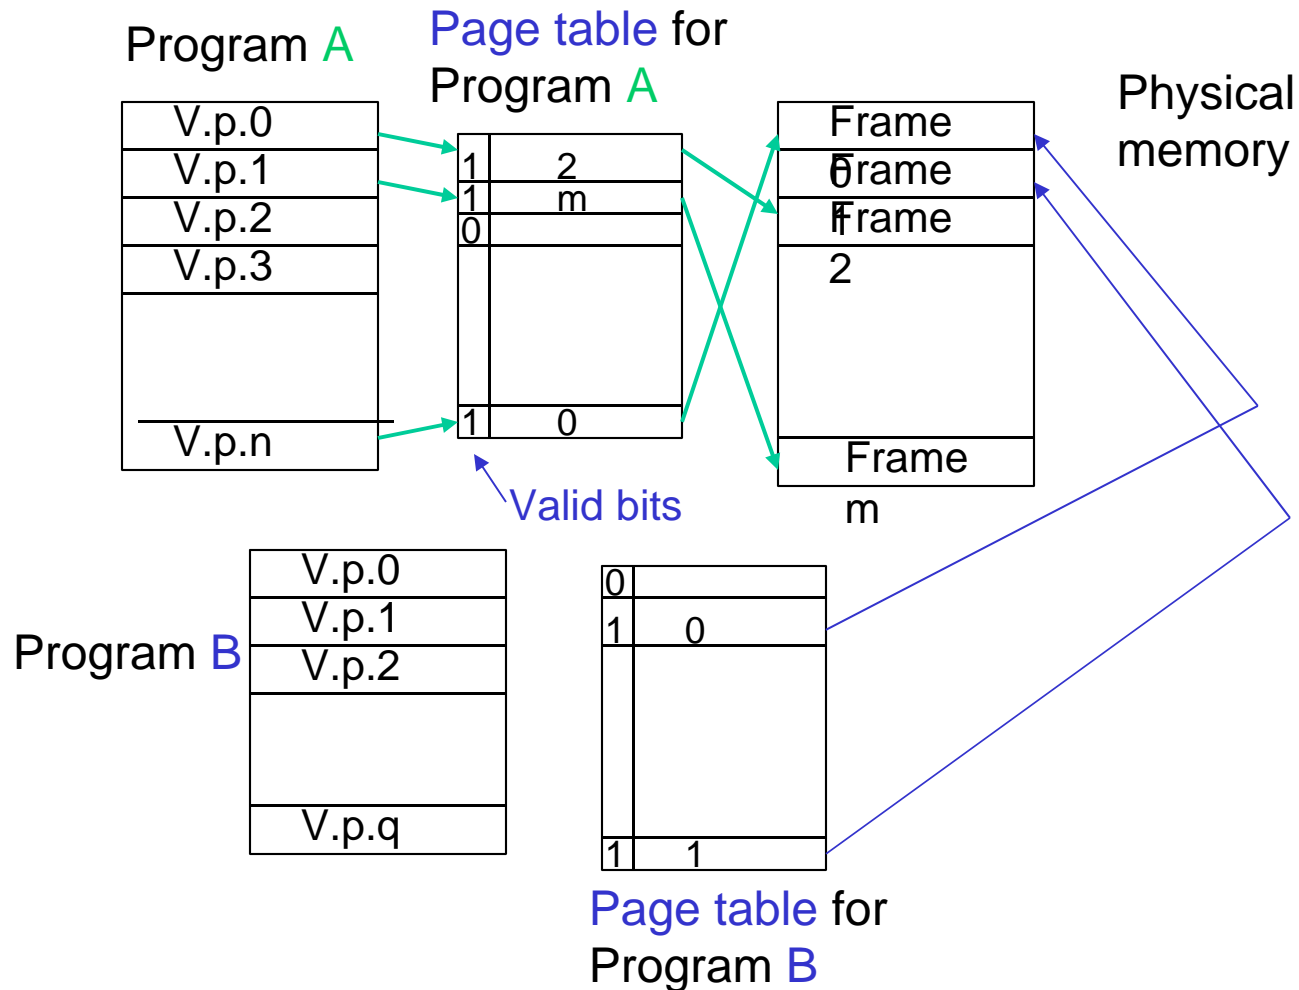 Program A
Page table for
Program A
Physical
memory
V.p.0
V.p.1
V.p.2
V.p.3
V.p.n
1 2
1 m
0
1 0
Valid bits
Frame
0
Frame
1
Frame
2
Frame
m
Program B
V.p.0
V.p.1
V.p.2
V.p.q
0
1 0
1 1
Page table for
Program B